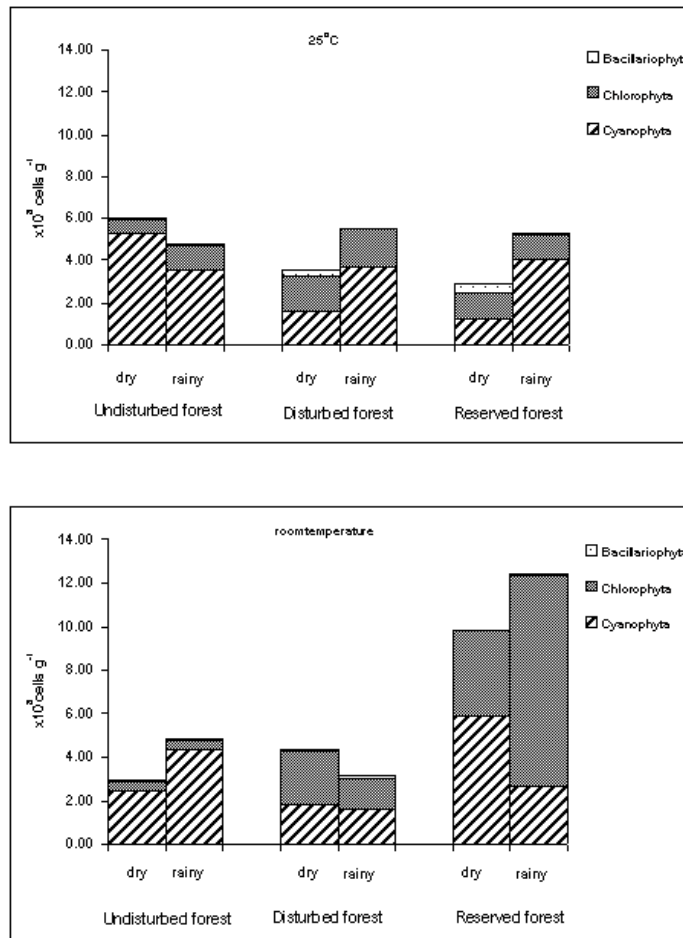 25°C
14.00
12.00
10.00
8.00
6.00
4.00
2.00
0.00
cells g⁻¹
Bacillariophyt
Chlorophyta
Cyanophyta
dry rainy dry rainy dry rainy
Undisturbed forest Disturbed forest Reserved forest
roomtemperature
14.00
12.00
10.00
8.00
6.00
4.00
2.00
0.00
cells g⁻¹
Bacillariophyta
Chlorophyta
Cyanophyta
dry rainy dry rainy dry rainy
Undisturbed forest Disturbed forest Reserved forest